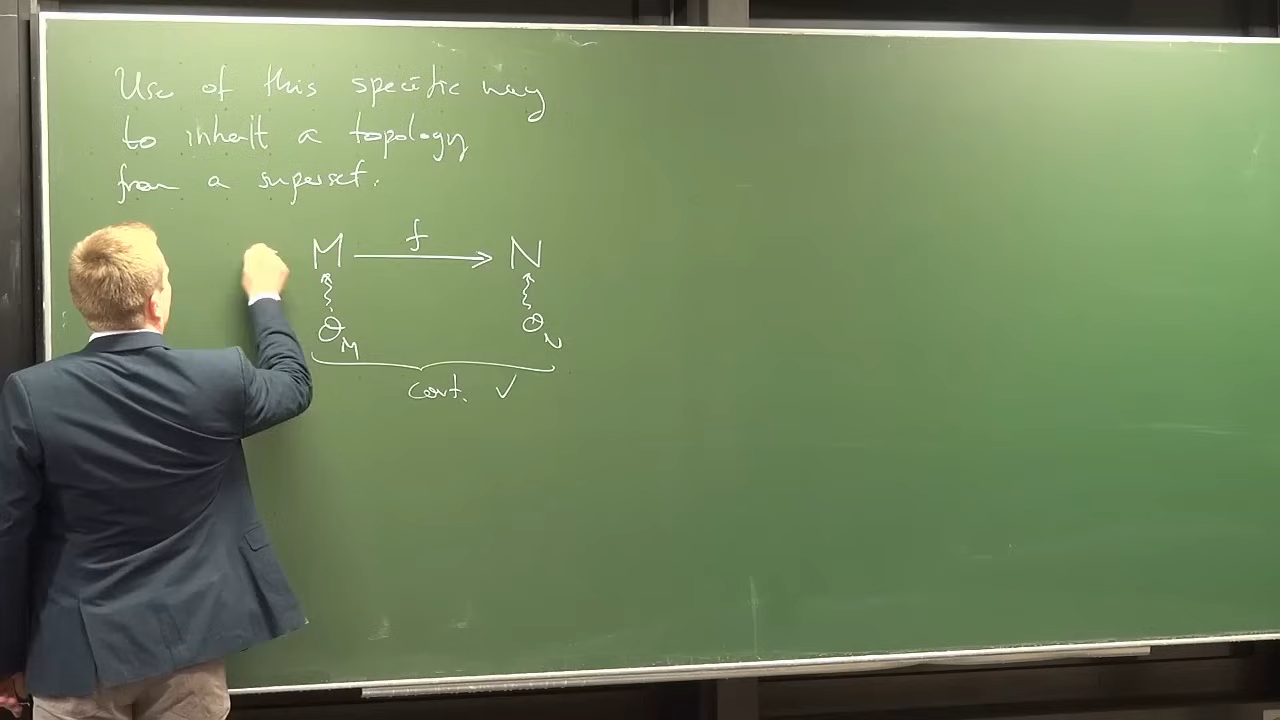 Use of this specific way
to inherit a topology
from a superset.
f
M → N
O_M O_N
cont. ✓